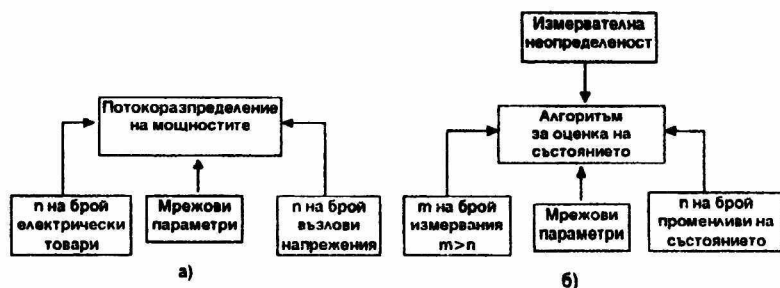 Измервателна
неопределеност
Потокоразпределение
на мощностите
Алгоритъм
за оценка на
състоянието
n на брой
електрически
товари
Мрежови
параметри
n на брой
възлови
напрежения
m на брой
измервания
m>n
Мрежови
параметри
n на брой
променливи на
състоянието
а)
б)